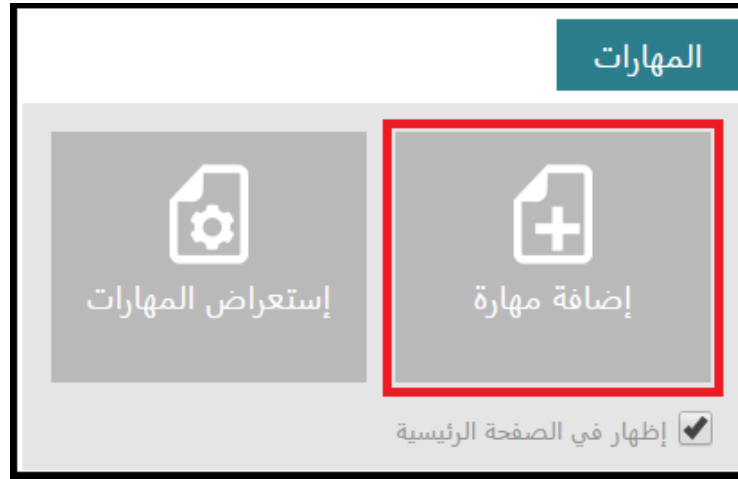 المهارات
إضافة مهارة
إستعراض المهارات
إظهار في الصفحة الرئيسية